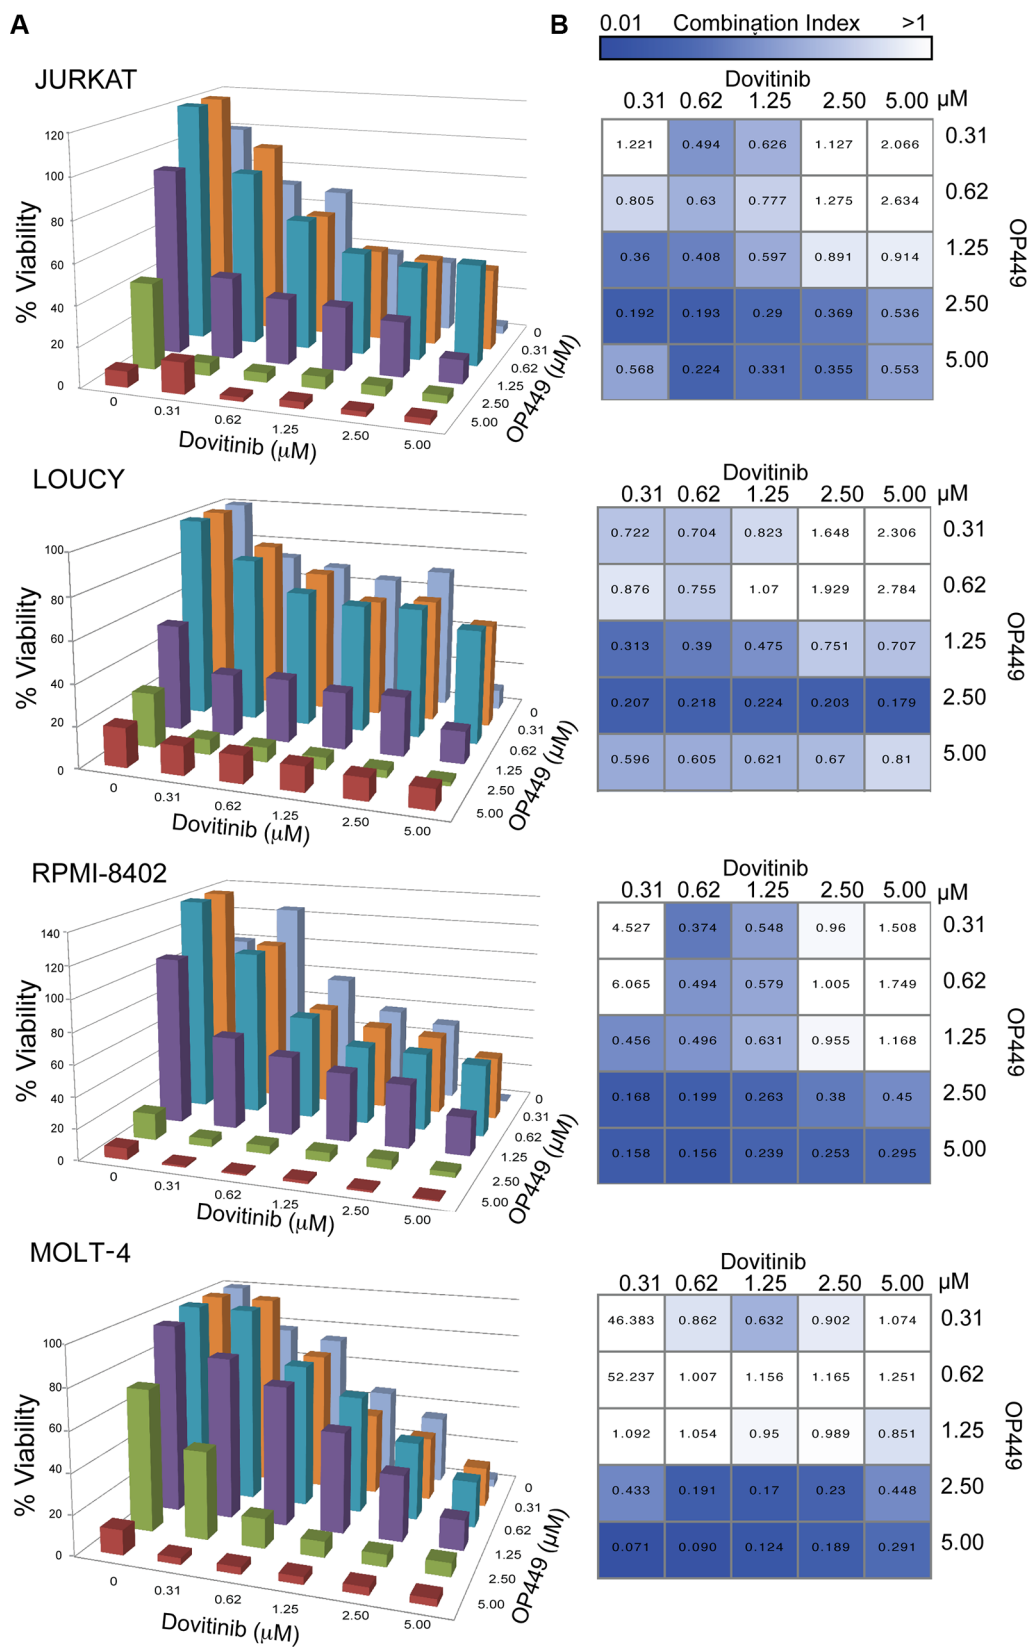 A
B
0.01 Combination Index >1
JURKAT
120
100
80
60
40
20
0
% Viability
0 0.31 0.62 1.25 2.50 5.00
Dovitinib (µM)
0 0.31 0.62 1.25 2.50 5.00
OP449 (µM)
Dovitinib
0.31 0.62 1.25 2.50 5.00 µM
1.221 0.494 0.626 1.127 2.066 0.31
0.805 0.63 0.777 1.275 2.634 0.62
0.36 0.408 0.597 0.891 0.914 1.25
0.192 0.193 0.29 0.369 0.536 2.50
0.568 0.224 0.331 0.355 0.553 5.00
OP449
LOUCY
100
80
60
40
20
0
% Viability
0 0.31 0.62 1.25 2.50 5.00
Dovitinib (µM)
0 0.31 0.62 1.25 2.50 5.00
OP449 (µM)
Dovitinib
0.31 0.62 1.25 2.50 5.00 µM
0.722 0.704 0.823 1.648 2.306 0.31
0.876 0.755 1.07 1.929 2.784 0.62
0.313 0.39 0.475 0.751 0.707 1.25
0.207 0.218 0.224 0.203 0.179 2.50
0.596 0.605 0.621 0.67 0.81 5.00
OP449
RPMI-8402
140
120
100
80
60
40
20
0
% Viability
0 0.31 0.62 1.25 2.50 5.00
Dovitinib (µM)
0 0.31 0.62 1.25 2.50 5.00
OP449 (µM)
Dovitinib
0.31 0.62 1.25 2.50 5.00 µM
4.527 0.374 0.548 0.96 1.508 0.31
6.065 0.494 0.579 1.005 1.749 0.62
0.456 0.496 0.631 0.955 1.168 1.25
0.168 0.199 0.263 0.38 0.45 2.50
0.158 0.156 0.239 0.253 0.295 5.00
OP449
MOLT-4
100
80
60
40
20
0
% Viability
0 0.31 0.62 1.25 2.50 5.00
Dovitinib (µM)
0 0.31 0.62 1.25 2.50 5.00
OP449 (µM)
Dovitinib
0.31 0.62 1.25 2.50 5.00 µM
46.383 0.862 0.632 0.902 1.074 0.31
52.237 1.007 1.156 1.165 1.251 0.62
1.092 1.054 0.95 0.989 0.851 1.25
0.433 0.191 0.17 0.23 0.448 2.50
0.071 0.090 0.124 0.189 0.291 5.00
OP449